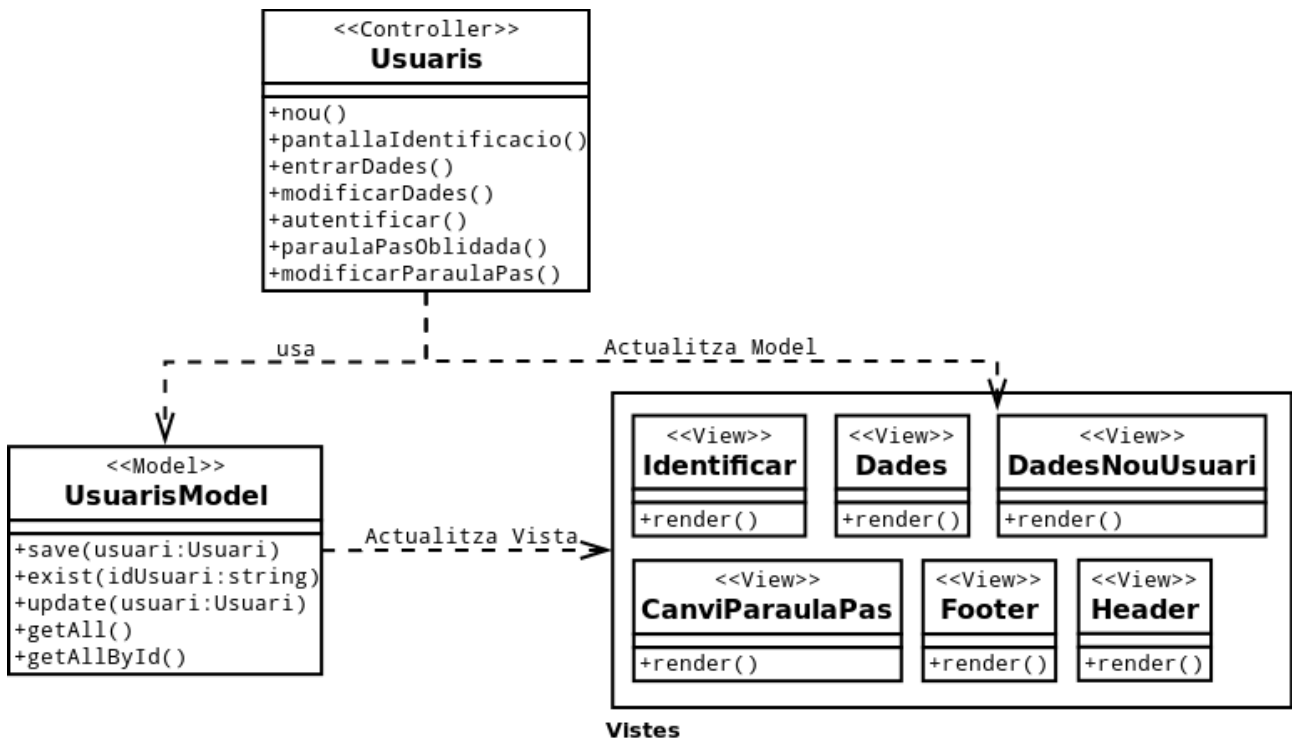 <<Controller>>
Usuaris
+nou()
+pantallaIdentificacio()
+entrarDades()
+modificarDades()
+autentificar()
+paraulaPasOblidada()
+modificarParaulaPas()
usa
Actualitza Model
<<Model>>
UsuarisModel
+save(usuari:Usuari)
+exist(idUsuari:string)
+update(usuari:Usuari)
+getAll()
+getAllById()
Actualitza Vista
<<View>>
Identificar
+render()
<<View>>
Dades
+render()
<<View>>
DadesNouUsuari
+render()
<<View>>
CanviParaulaPas
+render()
<<View>>
Footer
+render()
<<View>>
Header
+render()
Vistes